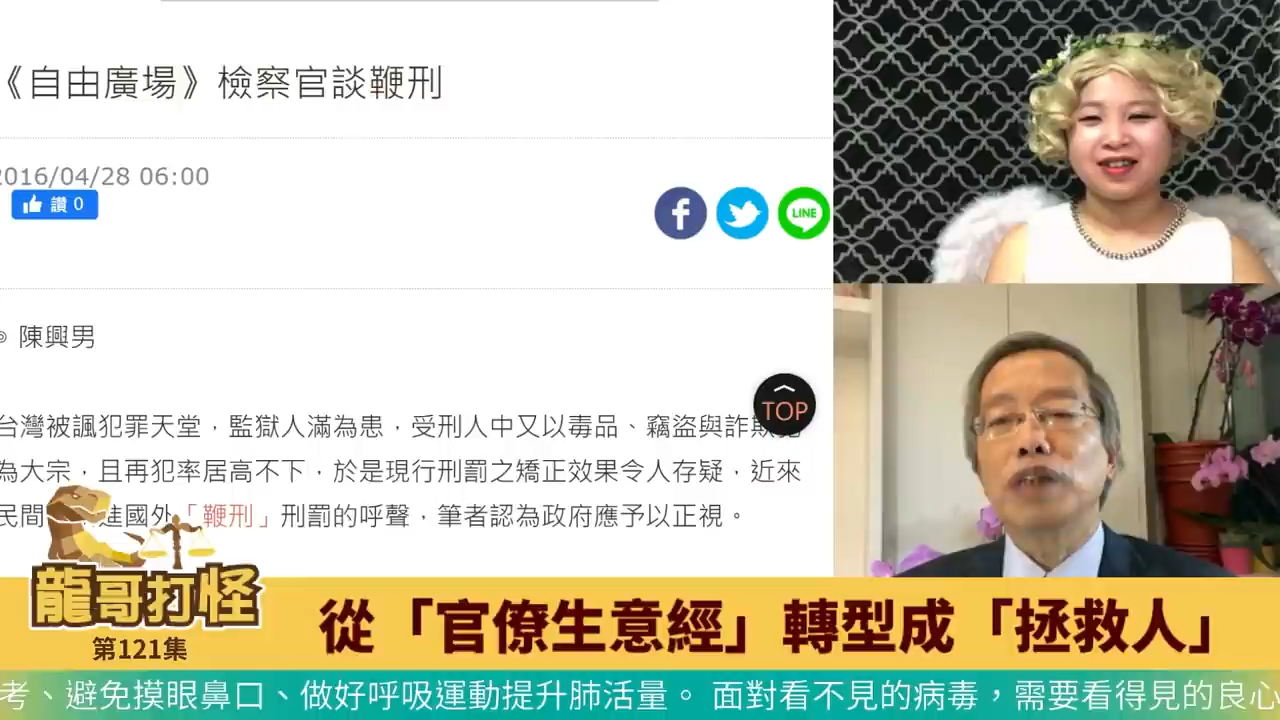 《自由廣場》檢察官談鞭刑
2016/04/28 06:00
讚 0
LINE
陳興男
TOP
台灣被諷犯罪天堂，監獄人滿為患，受刑人中又以毒品、竊盜與詐欺犯
為大宗，且再犯率居高不下，於是現行刑罰之矯正效果令人存疑，近來
民間 進國外「鞭刑」刑罰的呼聲，筆者認為政府應予以正視。
龍哥打怪
第121集
從「官僚生意經」轉型成「拯救人」
考、避免摸眼鼻口、做好呼吸運動提升肺活量。 面對看不見的病毒，需要看得見的良心